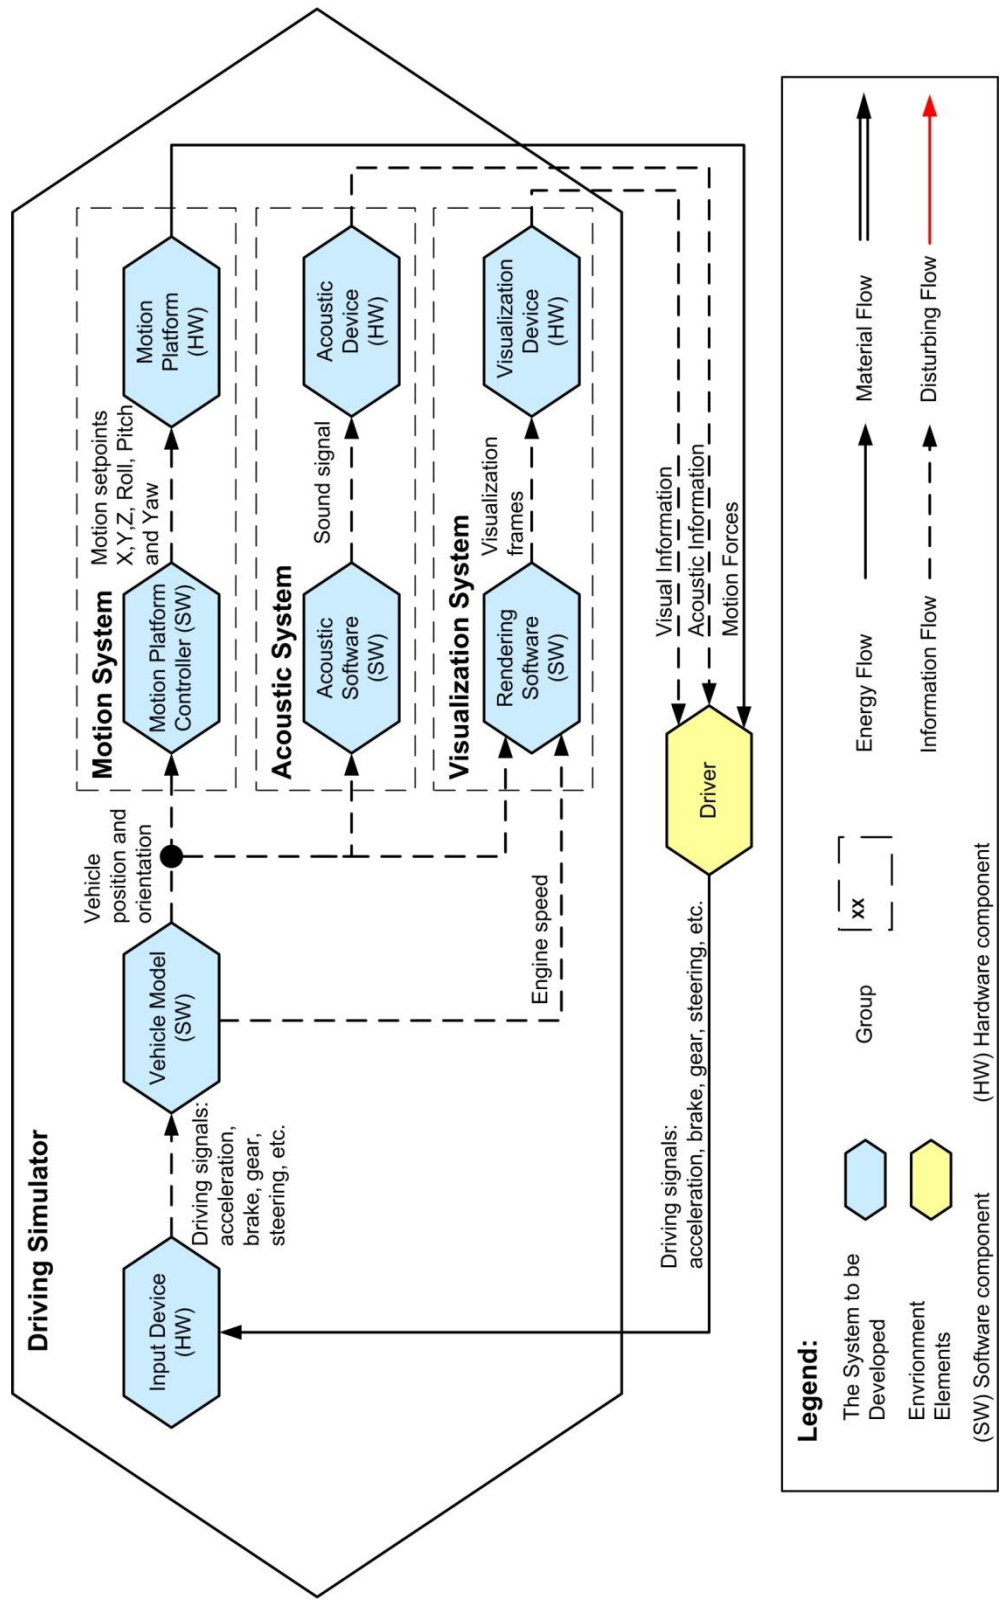 Driving Simulator
Input Device
(HW)
Driving signals:
acceleration,
brake, gear,
steering, etc.
Vehicle Model
(SW)
Vehicle
position and
orientation
Engine speed
Motion System
Motion Platform
Controller (SW)
Motion setpoints
X,Y,Z, Roll, Pitch
and Yaw
Motion
Platform
(HW)
Acoustic System
Acoustic
Software
(SW)
Sound signal
Acoustic
Device
(HW)
Visualization System
Rendering
Software
(SW)
Visualization
frames
Visualization
Device
(HW)
Visual Information
Acoustic Information
Motion Forces
Driver
Driving signals:
acceleration, brake, gear, steering, etc.
Legend:
The System to be
Developed
Group
xx
Energy Flow
Material Flow
Envrionment
Elements
Information Flow
Disturbing Flow
(SW) Software component
(HW) Hardware component